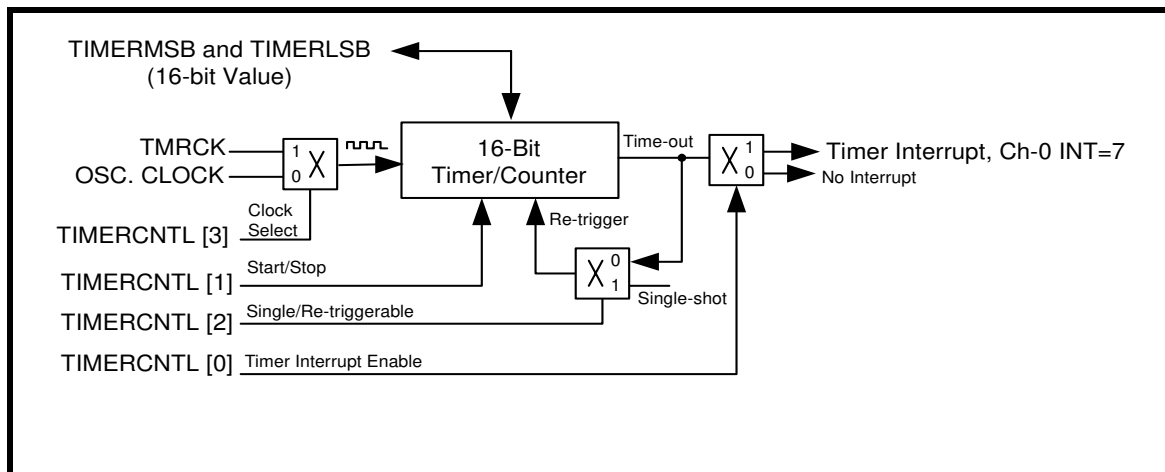 TIMERMSB and TIMERLSB
(16-bit Value)
TMRCK
OSC. CLOCK
1
0
X
16-Bit
Timer/Counter
Time-out
X
1
0
Timer Interrupt, Ch-0 INT=7
No Interrupt
Clock
Select
TIMERCNTL [3]
Re-trigger
TIMERCNTL [1]
Start/Stop
X
0
1
Single-shot
TIMERCNTL [2]
Single/Re-triggerable
TIMERCNTL [0]
Timer Interrupt Enable